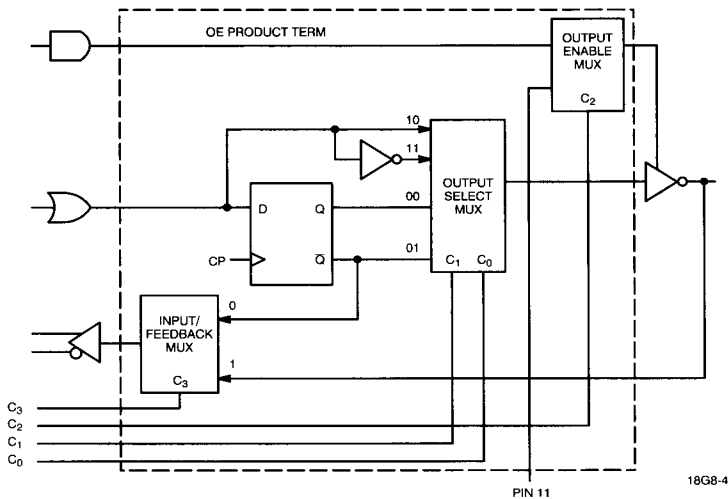 OE PRODUCT TERM
OUTPUT
ENABLE
MUX
C2
10
11
OUTPUT
SELECT
MUX
C1 C0
D Q
00
CP
Q̅
01
0
INPUT/
FEEDBACK
MUX
C3
1
C3
C2
C1
C0
PIN 11
18G8-4